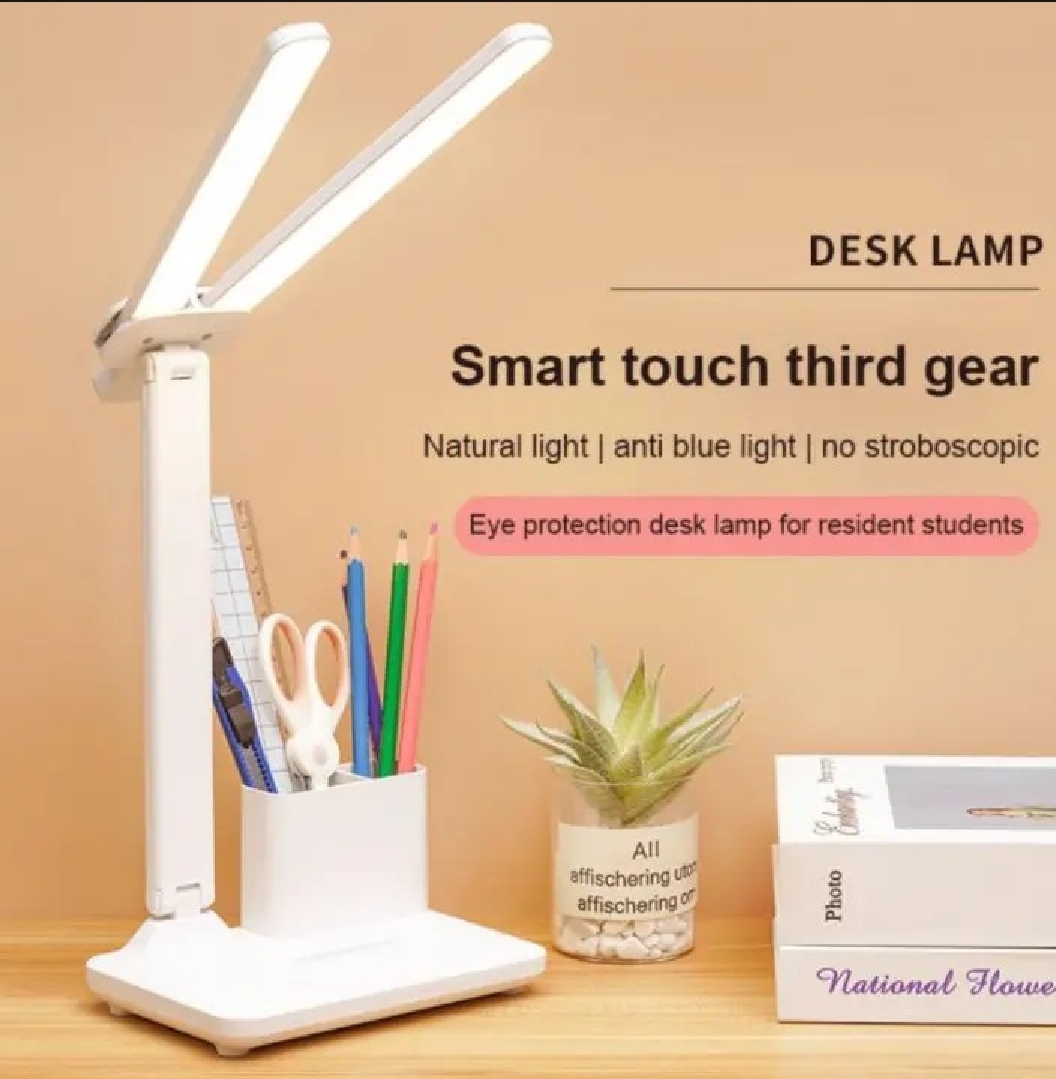 DESK LAMP
Smart touch third gear
Natural light | anti blue light | no stroboscopic
Eye protection desk lamp for resident students
All
affischering
affischering
Photo
National